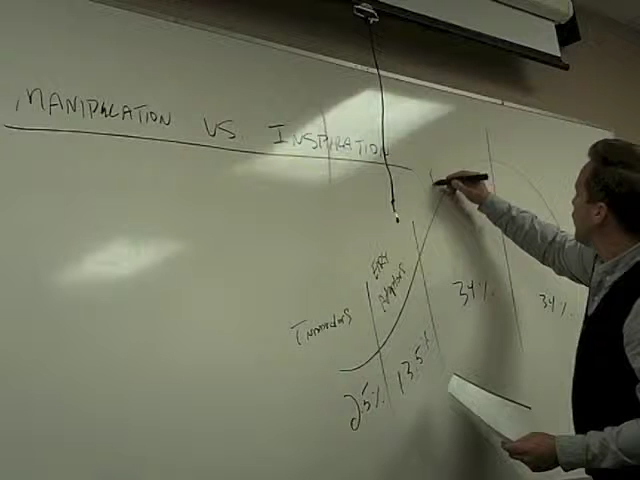 MANIPULATION VS. INSPIRATION
Innovators
Early
Adopters
2.5%
13.5%
34%
34%